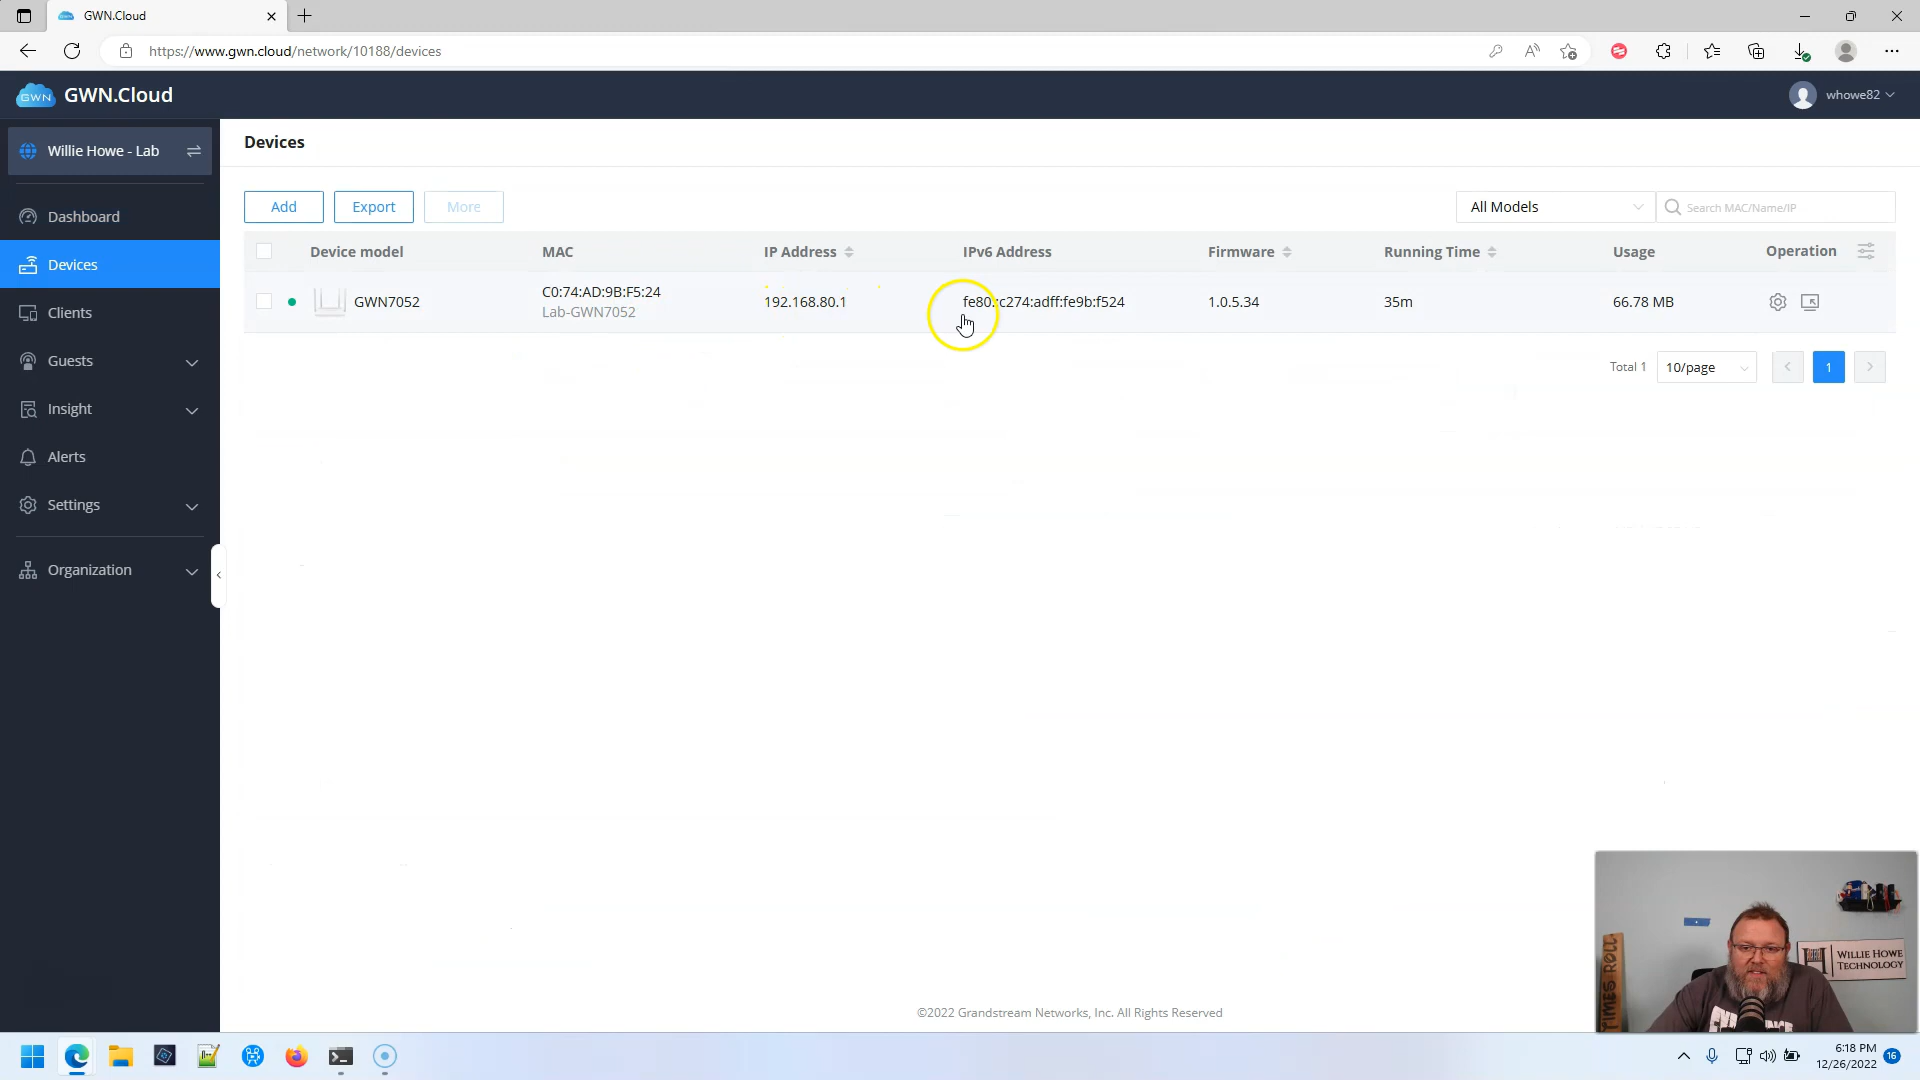 GWN.Cloud
https://www.gwn.cloud/network/10188/devices
GWN GWN.Cloud
whowe82
Willie Howe - Lab
Dashboard
Devices
Clients
Guests
Insight
Alerts
Settings
Organization
Devices
Add
Export
More
All Models
Search MAC/Name/IP
Device model MAC IP Address IPv6 Address Firmware Running Time Usage Operation
GWN7052 C0:74:AD:9B:F5:24 192.168.80.1 fe80::c274:adff:fe9b:f524 1.0.5.34 35m 66.78 MB
Lab-GWN7052
Total 1 10/page 1
TIMES ROLL
WILLIE HOWE
TECHNOLOGY
©2022 Grandstream Networks, Inc. All Rights Reserved
6:18 PM
12/26/2022
16